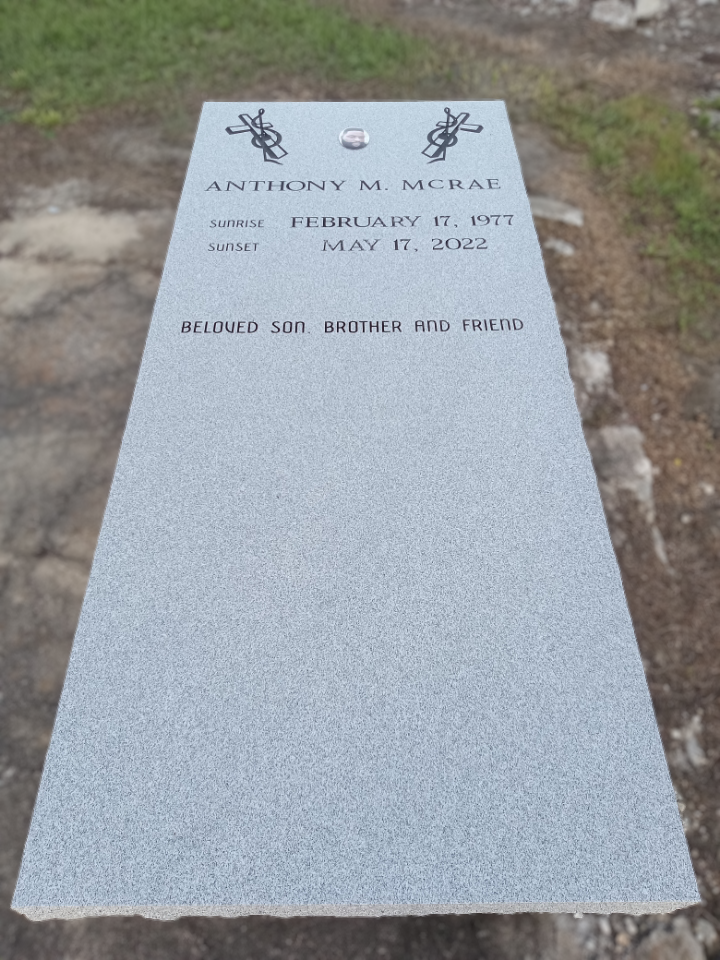 ANTHONY M. MCRAE
SUNRISE FEBRUARY 17, 1977
SUNSET MAY 17, 2022
BELOVED SON, BROTHER AND FRIEND